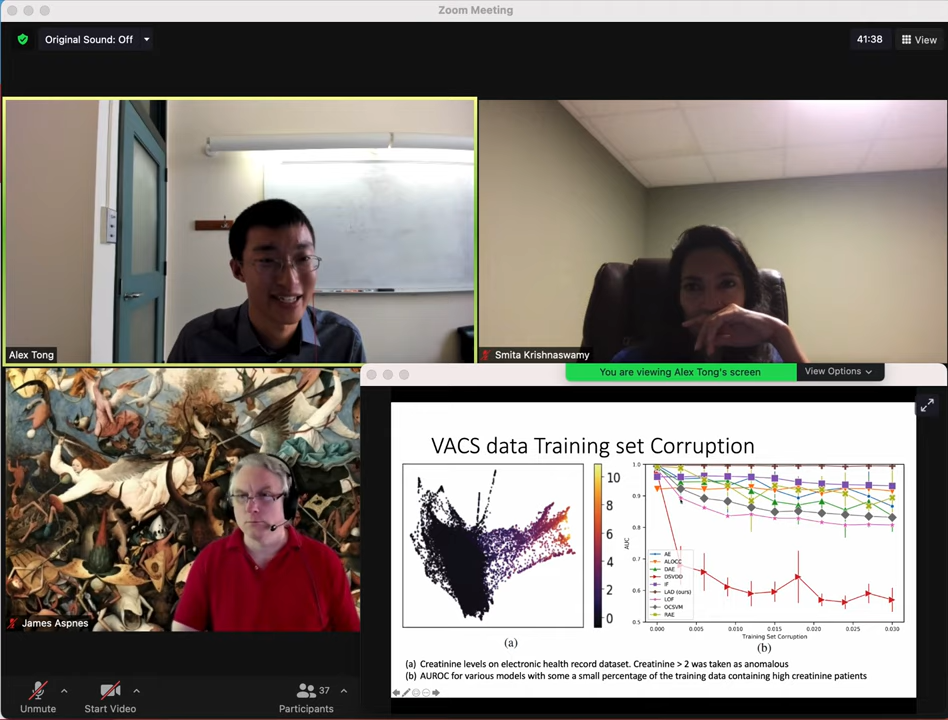 Zoom Meeting
Original Sound: Off
41:38
View
Alex Tong
Smita Krishnaswamy
You are viewing Alex Tong's screen
View Options
VACS data Training set Corruption
10
8
6
4
2
0
(a)
1.0
0.9
0.8
0.7
0.6
0.5
AUC
AE
ALOCC
DAE
DSVDD
IF
LAD (ours)
LOF
OCSVM
RAE
0.000 0.005 0.010 0.015 0.020 0.025 0.030
Training Set Corruption
(b)
(a) Creatinine levels on electronic health record dataset. Creatinine > 2 was taken as anomalous
(b) AUROC for various models with some a small percentage of the training data containing high creatinine patients
James Aspnes
Unmute
Start Video
37
Participants